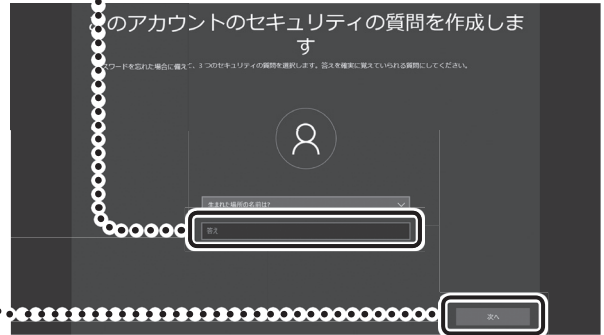 のアカウントのセキュリティの質問を作成しま
す
スワードを忘れた場合に備えて、3 つのセキュリティの質問を選択します。答えを確実に覚えていられる質問にしてください。
生まれた場所の名前は?
答え
次へ